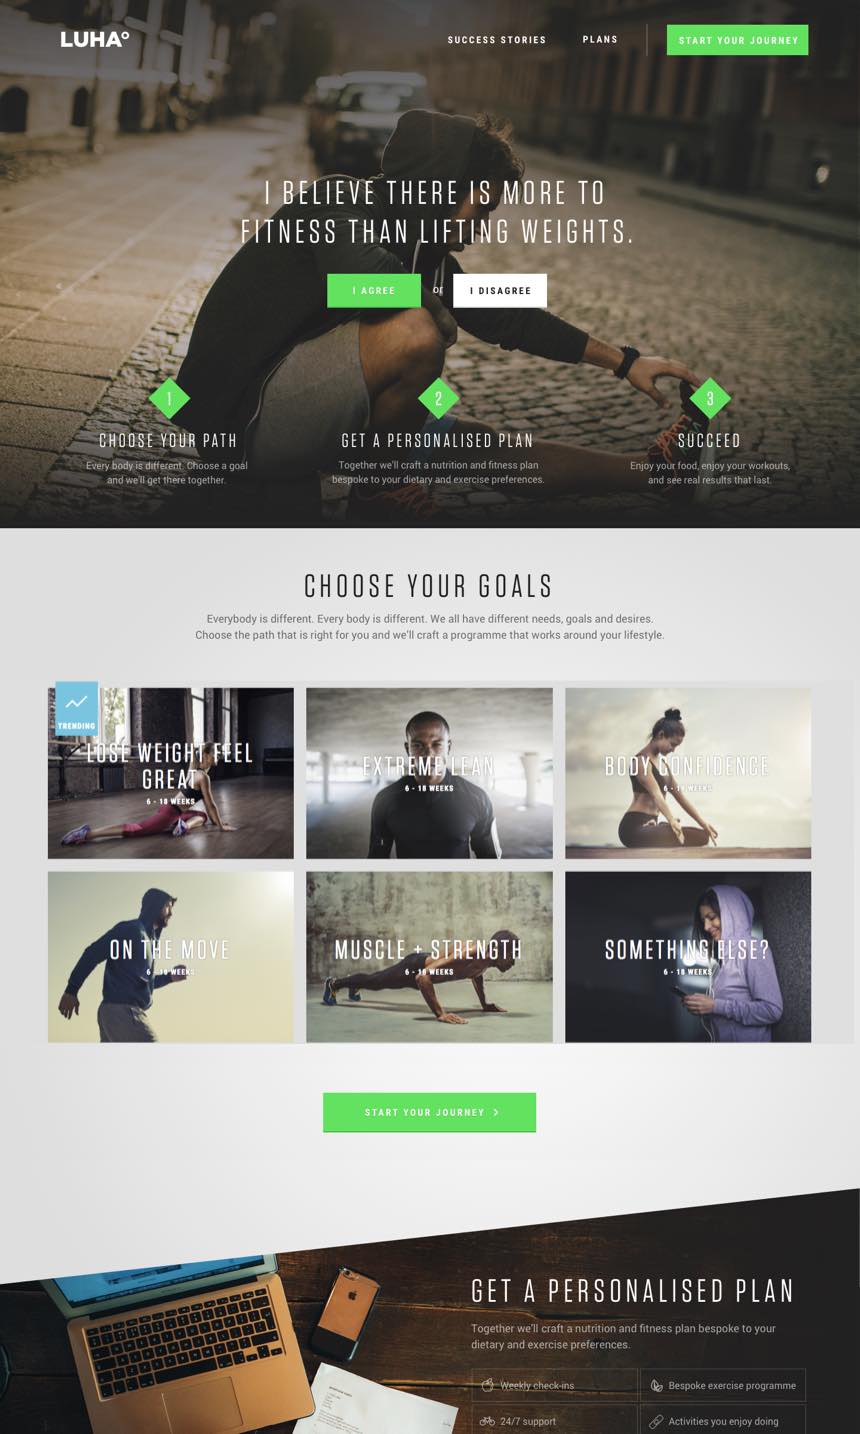 LUHA°
SUCCESS STORIES
PLANS
START YOUR JOURNEY
I BELIEVE THERE IS MORE TO
FITNESS THAN LIFTING WEIGHTS.
I AGREE
or
I DISAGREE
1
CHOOSE YOUR PATH
Every body is different. Choose a goal
and we'll get there together.
2
GET A PERSONALISED PLAN
Together we'll craft a nutrition and fitness plan
bespoke to your dietary and exercise preferences.
3
SUCCEED
Enjoy your food, enjoy your workouts,
and see real results that last.
CHOOSE YOUR GOALS
Everybody is different. Every body is different. We all have different needs, goals and desires.
Choose the path that is right for you and we'll craft a programme that works around your lifestyle.
TRENDING
LOSE WEIGHT FEEL
GREAT
6 - 18 WEEKS
EXTREME LEAN
6 - 18 WEEKS
BODY CONFIDENCE
6 - 18 WEEKS
ON THE MOVE
6 - 18 WEEKS
MUSCLE + STRENGTH
6 - 18 WEEKS
SOMETHING ELSE?
6 - 18 WEEKS
START YOUR JOURNEY >
GET A PERSONALISED PLAN
Together we'll craft a nutrition and fitness plan bespoke to your
dietary and exercise preferences.
Weekly check-ins
Bespoke exercise programme
24/7 support
Activities you enjoy doing